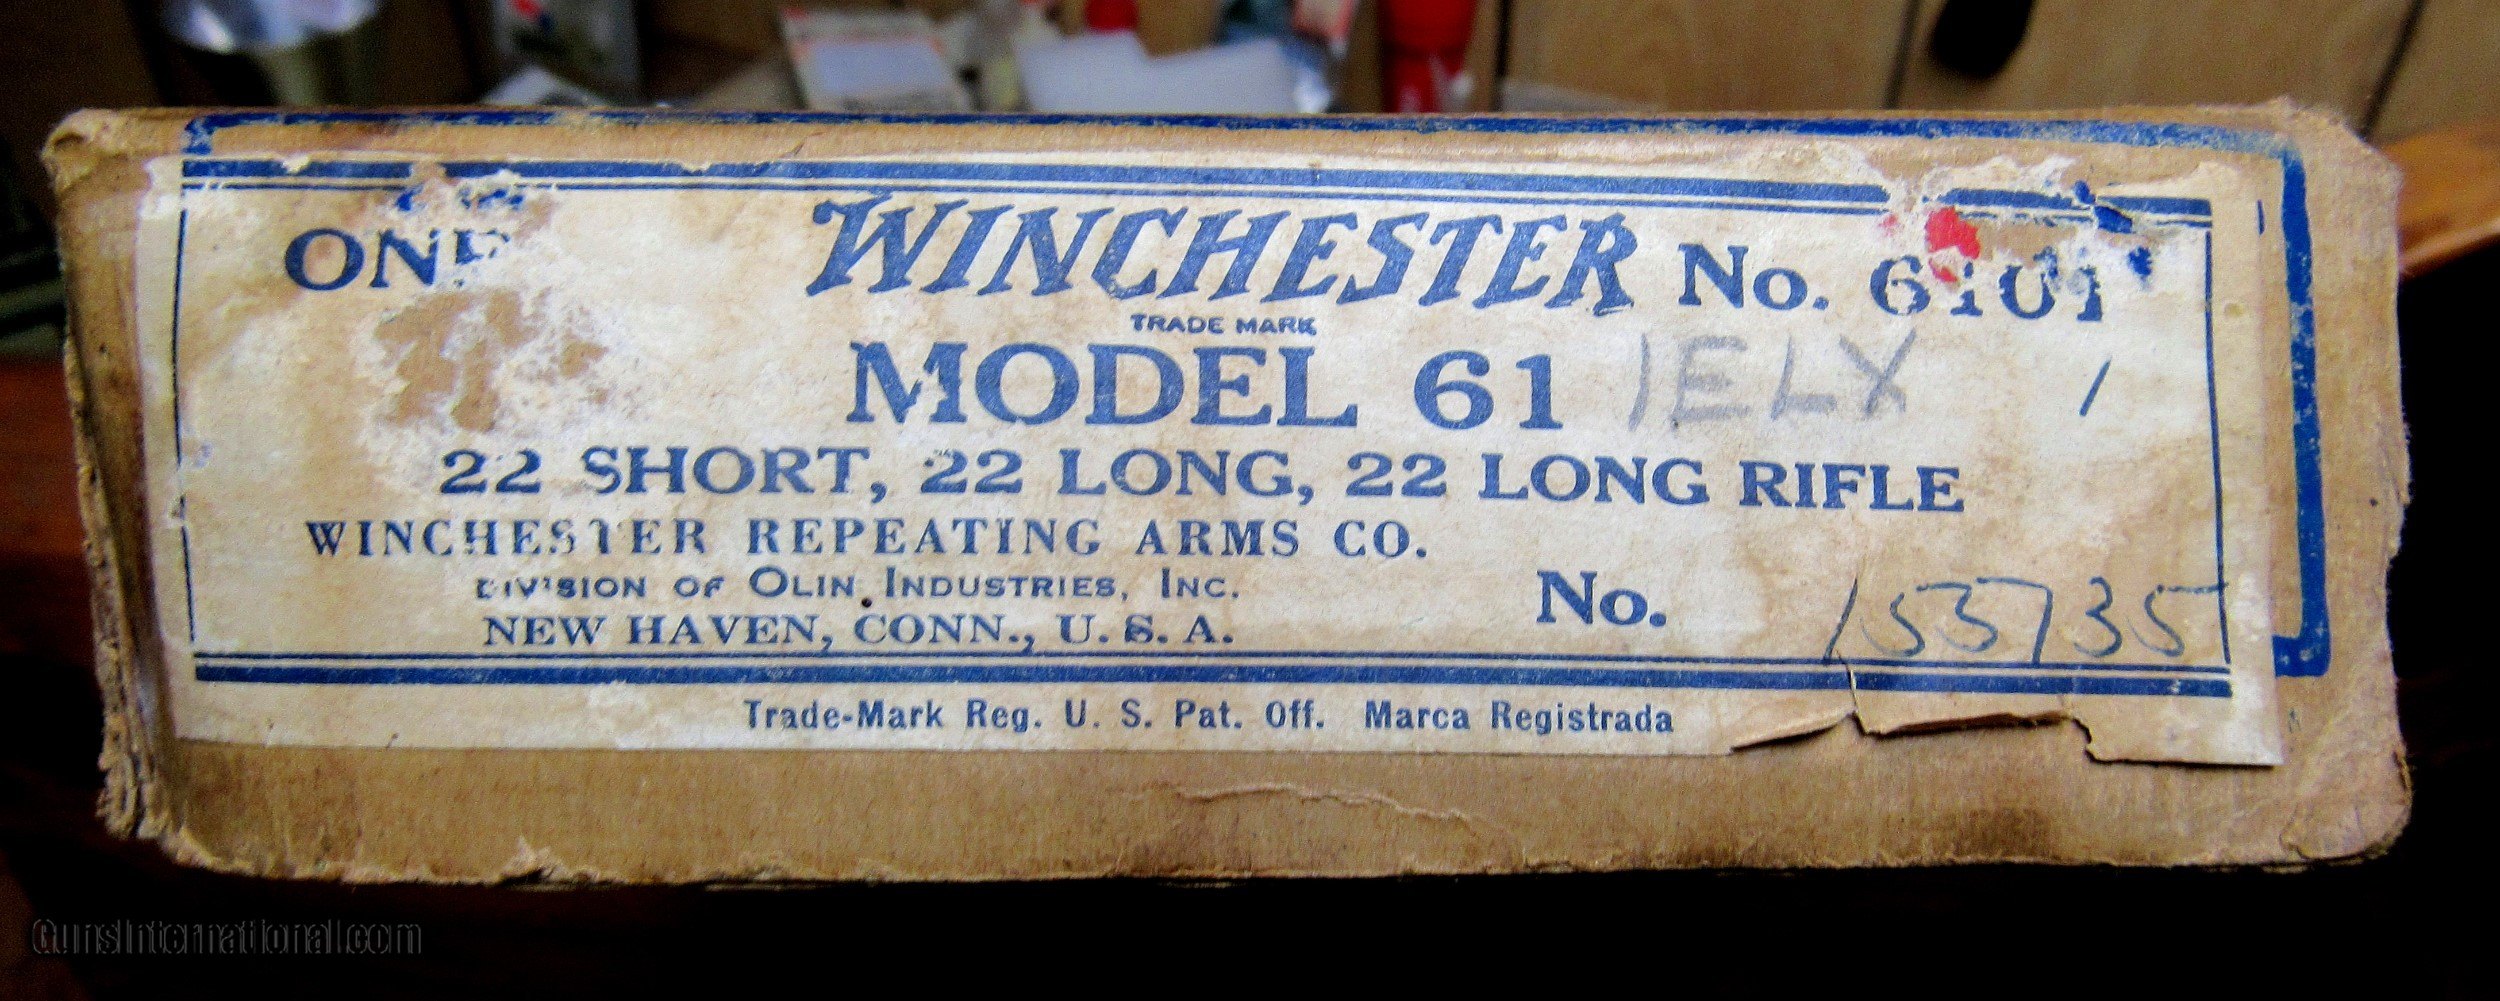 ONE WINCHESTER No. 6101
TRADE MARK
MODEL 61 IELX /
22 SHORT, 22 LONG, 22 LONG RIFLE
WINCHESTER REPEATING ARMS CO.
DIVISION OF OLIN INDUSTRIES, INC.
NEW HAVEN, CONN., U. S. A.
No. 153735
Trade-Mark Reg. U. S. Pat. Off. Marca Registrada
GunsInternational.com